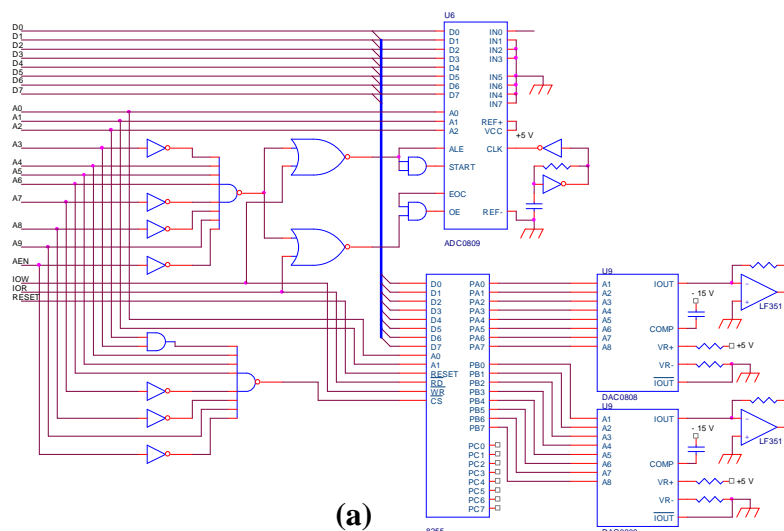 U6
D0
D1
D2
D3
D4
D5
D6
D7
A0
A1
A2
A3
A4
A5
A6
A7
A8
A9
AEN
IOW
IOR
RESET
D0
D1
D2
D3
D4
D5
D6
D7
A0
A1
A2
ALE
START
EOC
OE
IN0
IN1
IN2
IN3
IN5
IN6
IN4
IN7
REF+
VCC
CLK
REF-
+5 V
ADC0809
D0
D1
D2
D3
D4
D5
D6
D7
A0
A1
RESET
RD
WR
CS
PA0
PA1
PA2
PA3
PA4
PA5
PA6
PA7
PB0
PB1
PB2
PB3
PB4
PB5
PB6
PB7
PC0
PC1
PC2
PC3
PC4
PC5
PC6
PC7
8255
U9
A1
A2
A3
A4
A5
A6
A7
A8
IOUT
COMP
VR+
VR-
IOUT
- 15 V
+5 V
LF351
DAC0808
U9
A1
A2
A3
A4
A5
A6
A7
A8
IOUT
COMP
VR+
VR-
IOUT
- 15 V
+5 V
LF351
(a)